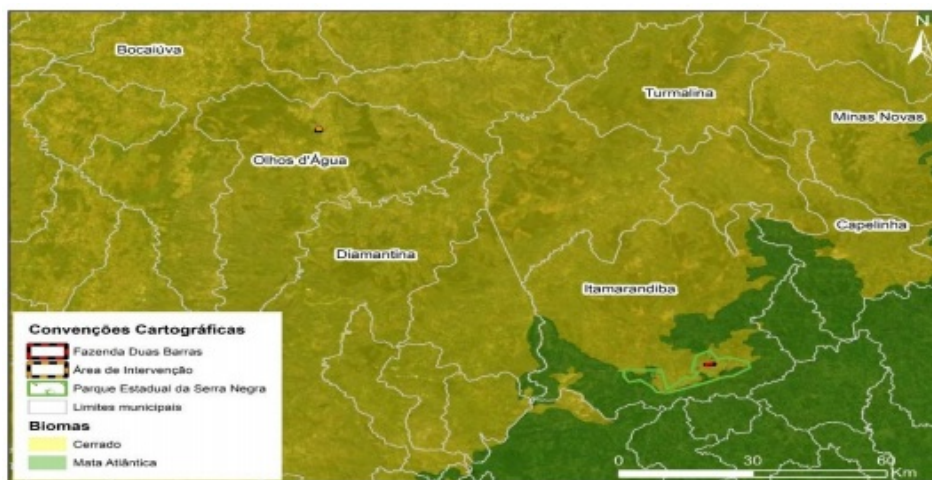 N
Bocaiúva
Turmalina
Minas Novas
Olhos d'Água
Capelinha
Diamantina
Itamarandiba
Convenções Cartográficas
Fazenda Duas Barras
Área de Intervenção
Parque Estadual da Serra Negra
Limites municipais
Biomas
Cerrado
Mata Atlântica
0 30 60
Km